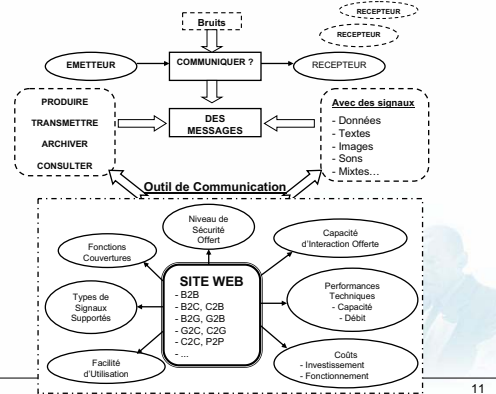 Bruits
RECEPTEUR
RECEPTEUR
EMETTEUR
COMMUNIQUER ?
RECEPTEUR
PRODUIRE
TRANSMETTRE
ARCHIVER
CONSULTER
DES
MESSAGES
Avec des signaux
- Données
- Textes
- Images
- Sons
- Mixtes…
Outil de Communication
Niveau de
Sécurité
Offert
Fonctions
Couvertures
Capacité
d'Interaction Offerte
Types de
Signaux
Supportés
SITE WEB
- B2B
- B2C, C2B
- B2G, G2B
- G2C, C2G
- C2C, P2P
- ...
Performances
Techniques
- Capacité
- Débit
Facilité
d'Utilisation
Coûts
- Investissement
- Fonctionnement
11